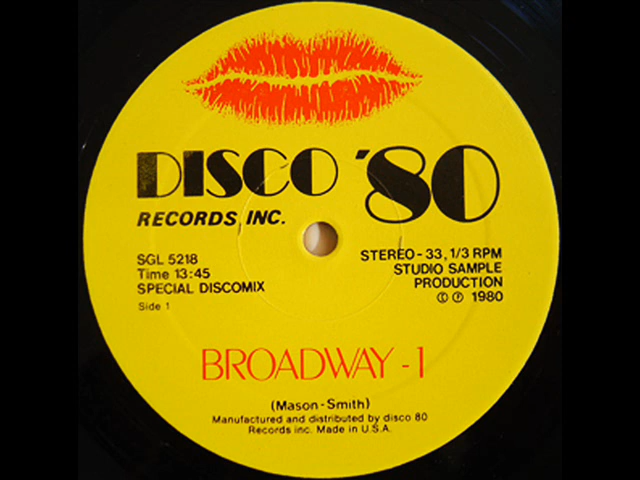 DISCO '80
RECORDS, INC.
SGL 5218
Time 13:45
SPECIAL DISCOMIX
Side 1
STEREO - 33, 1/3 RPM
STUDIO SAMPLE
PRODUCTION
© ℗ 1980
BROADWAY - 1
(Mason - Smith)
Manufactured and distributed by disco 80
Records inc. Made in U.S.A.